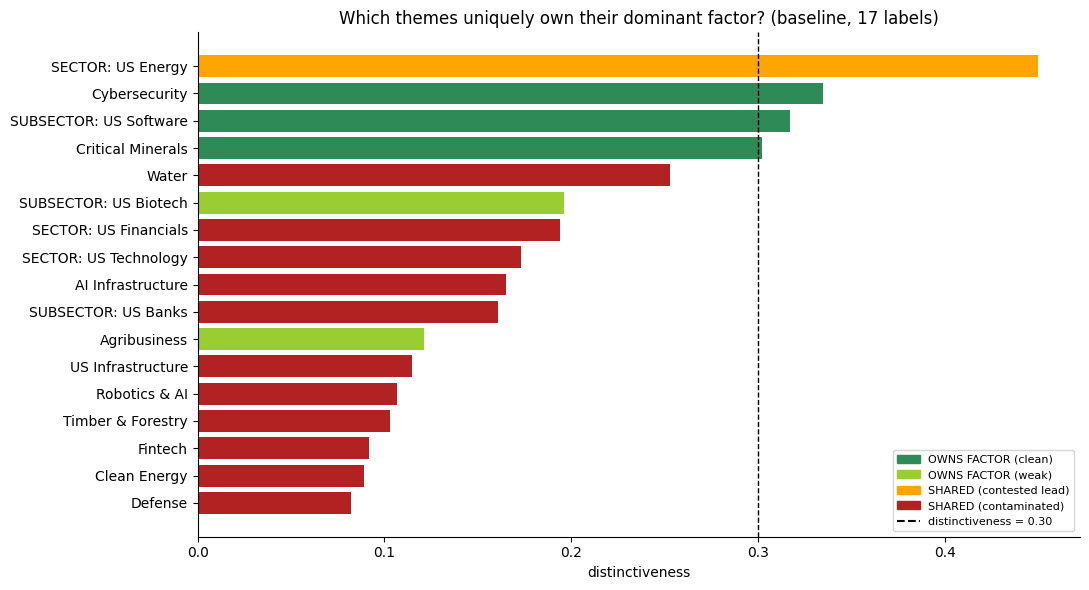 Which themes uniquely own their dominant factor? (baseline, 17 labels)
SECTOR: US Energy
Cybersecurity
SUBSECTOR: US Software
Critical Minerals
Water
SUBSECTOR: US Biotech
SECTOR: US Financials
SECTOR: US Technology
AI Infrastructure
SUBSECTOR: US Banks
Agribusiness
US Infrastructure
Robotics & AI
Timber & Forestry
Fintech
Clean Energy
Defense
OWNS FACTOR (clean)
OWNS FACTOR (weak)
SHARED (contested lead)
SHARED (contaminated)
distinctiveness = 0.30
0.0 0.1 0.2 0.3 0.4
distinctiveness